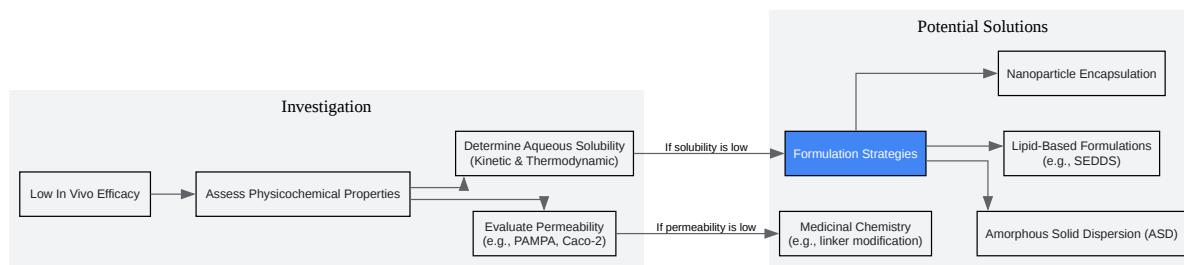 Potential Solutions
Nanoparticle Encapsulation
Investigation
Determine Aqueous Solubility
(Kinetic & Thermodynamic)
If solubility is low
Formulation Strategies
Lipid-Based Formulations
(e.g., SEDDS)
Low In Vivo Efficacy
Assess Physicochemical Properties
Evaluate Permeability
(e.g., PAMPA, Caco-2)
If permeability is low
Medicinal Chemistry
(e.g., linker modification)
Amorphous Solid Dispersion (ASD)